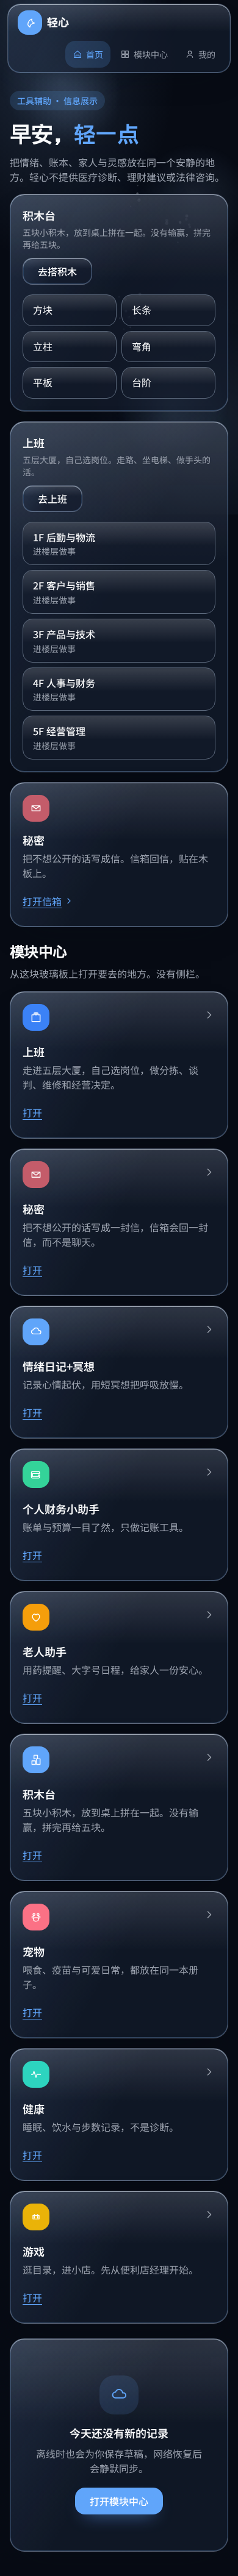 轻心
首页
模块中心
我的
工具辅助 · 信息展示
早安，轻一点
把情绪、账本、家人与灵感放在同一个安静的地
方。轻心不提供医疗诊断、理财建议或法律咨询。
积木台
五块小积木，放到桌上拼在一起。没有输赢，拼完
再给五块。
去搭积木
方块
长条
立柱
弯角
平板
台阶
上班
五层大厦，自己选岗位。走路、坐电梯、做手头的
活。
去上班
1F 后勤与物流
进楼层做事
2F 客户与销售
进楼层做事
3F 产品与技术
进楼层做事
4F 人事与财务
进楼层做事
5F 经营管理
进楼层做事
秘密
把不想公开的话写成信。信箱回信，贴在木
板上。
打开信箱
模块中心
从这块玻璃板上打开要去的地方。没有侧栏。
上班
走进五层大厦，自己选岗位，做分拣、谈
判、维修和经营决定。
打开
秘密
把不想公开的话写成一封信，信箱会回一封
信，而不是聊天。
打开
情绪日记+冥想
记录心情起伏，用短冥想把呼吸放慢。
打开
个人财务小助手
账单与预算一目了然，只做记账工具。
打开
老人助手
用药提醒、大字号日程，给家人一份安心。
打开
积木台
五块小积木，放到桌上拼在一起。没有输
赢，拼完再给五块。
打开
宠物
喂食、疫苗与可爱日常，都放在同一本册
子。
打开
健康
睡眠、饮水与步数记录，不是诊断。
打开
游戏
逛目录，进小店。先从便利店经理开始。
打开
今天还没有新的记录
离线时也会为你保存草稿，网络恢复后
会静默同步。
打开模块中心